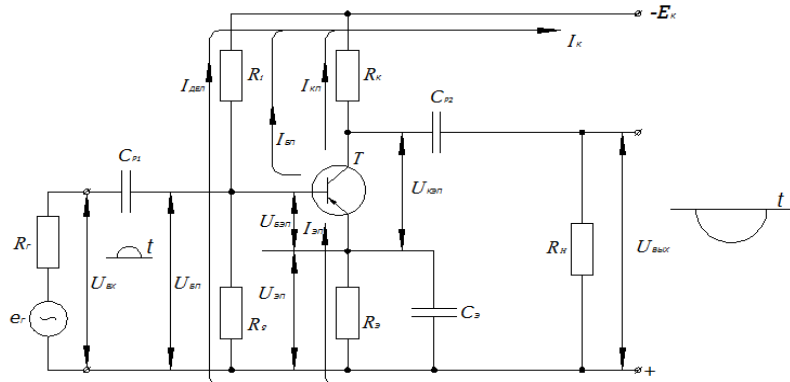 -Eк
Iк
R1
Rк
Iдел
Iкп
Cр2
Iбп
T
Cр1
Uкэп
t
Uбэп
Iэп
Rг
t
Rн
Uвых
Uвх
Uбп
Uэп
eг
Rэ
Cэ
+